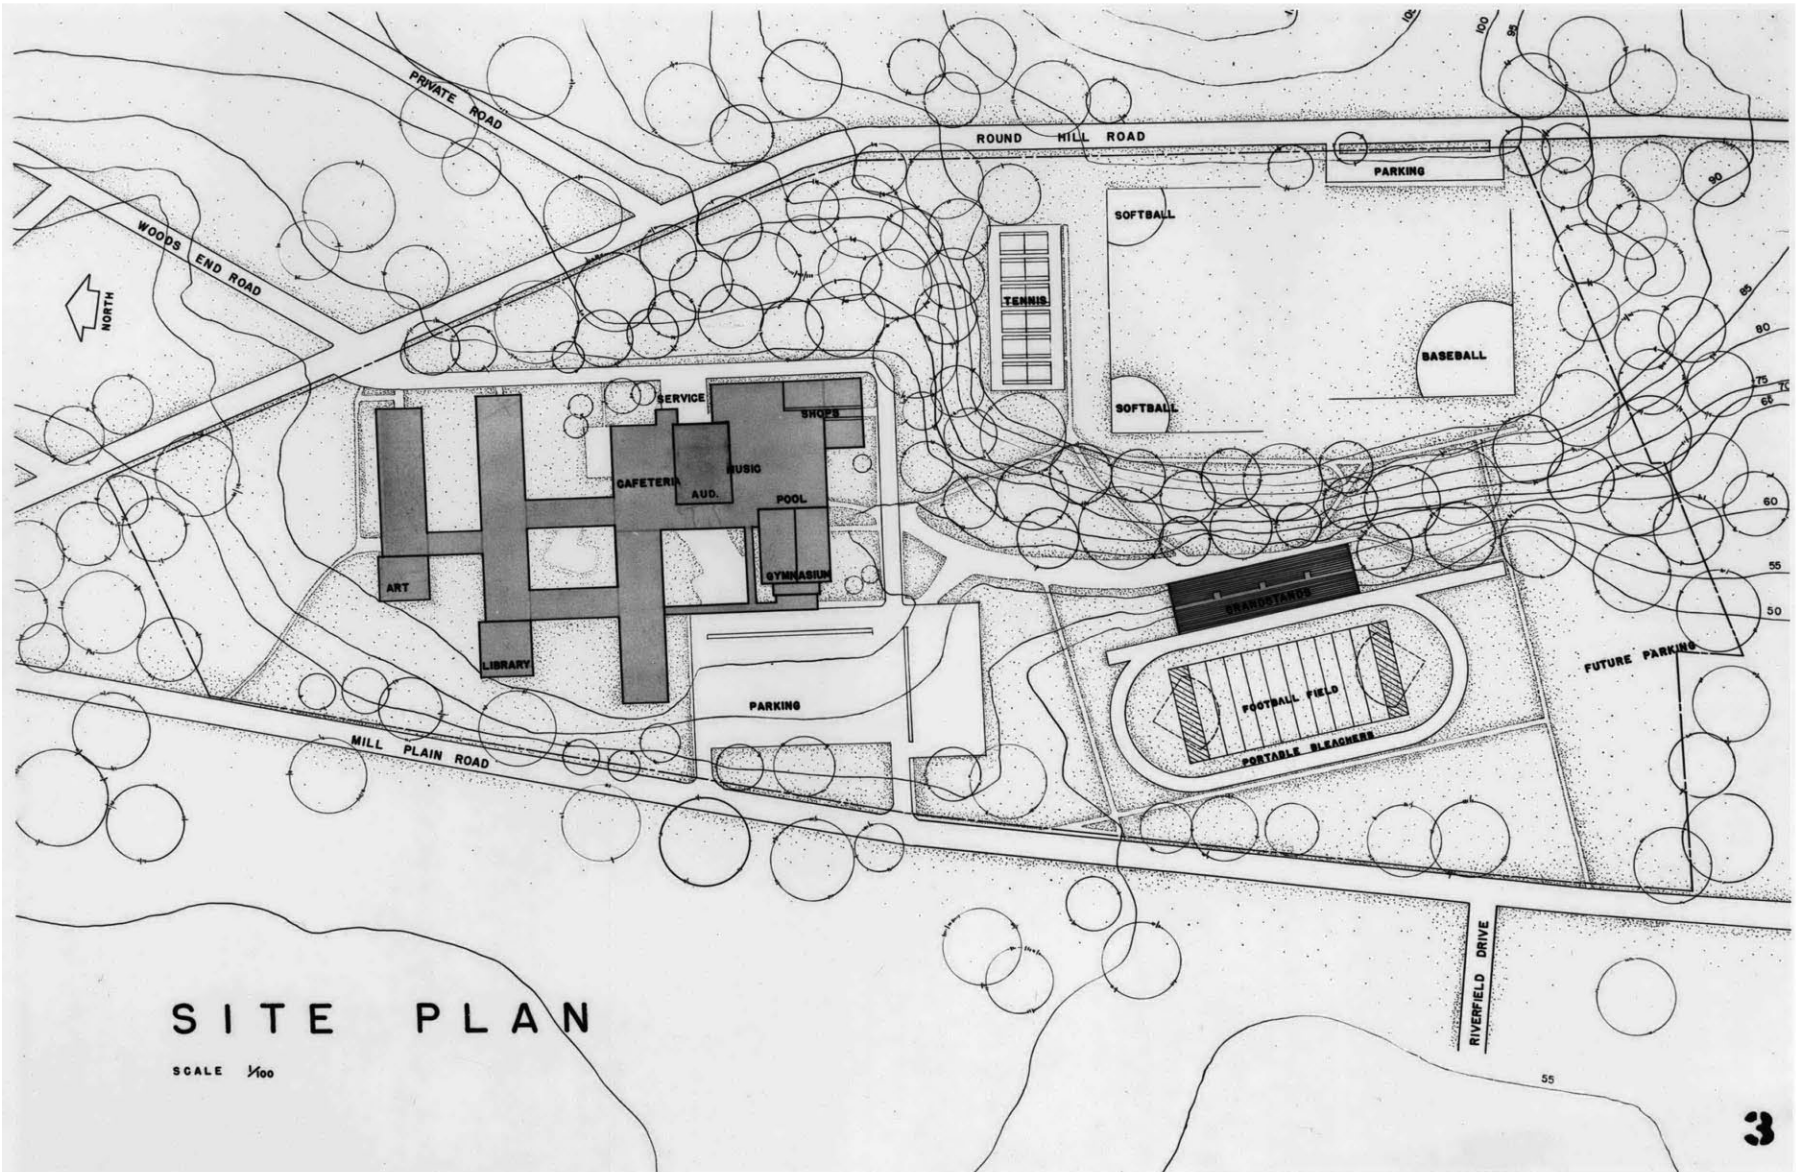 100
100
95
PRIVATE ROAD
ROUND HILL ROAD
PARKING
90
SOFTBALL
WOODS END ROAD
NORTH
TENNIS
85
80
BASEBALL
75
70
65
SERVICE
SHOPS
SOFTBALL
MUSIC
CAFETERIA
AUD.
POOL
60
55
GYMNASIUM
ART
GRANDSTANDS
50
LIBRARY
FUTURE PARKING
FOOTBALL FIELD
PARKING
PORTABLE BLEACHERS
MILL PLAIN ROAD
RIVERFIELD DRIVE
SITE PLAN
SCALE 1/100
55
3